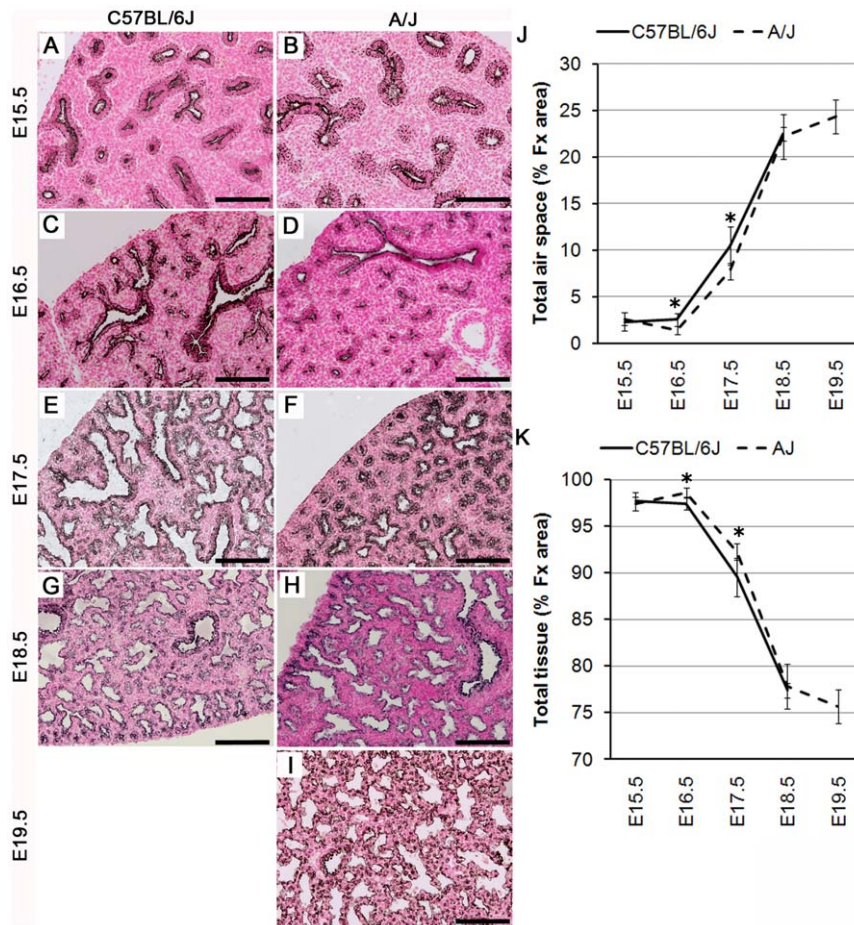 C57BL/6J A/J
E15.5
A
B
E16.5
C
D
E17.5
E
F
E18.5
G
H
E19.5
I
J
C57BL/6J A/J
Total air space (% Fx area)
30
25
20
15
10
5
0
*
*
E15.5
E16.5
E17.5
E18.5
E19.5
K
C57BL/6J AJ
Total tissue (% Fx area)
100
95
90
85
80
75
70
*
*
E15.5
E16.5
E17.5
E18.5
E19.5